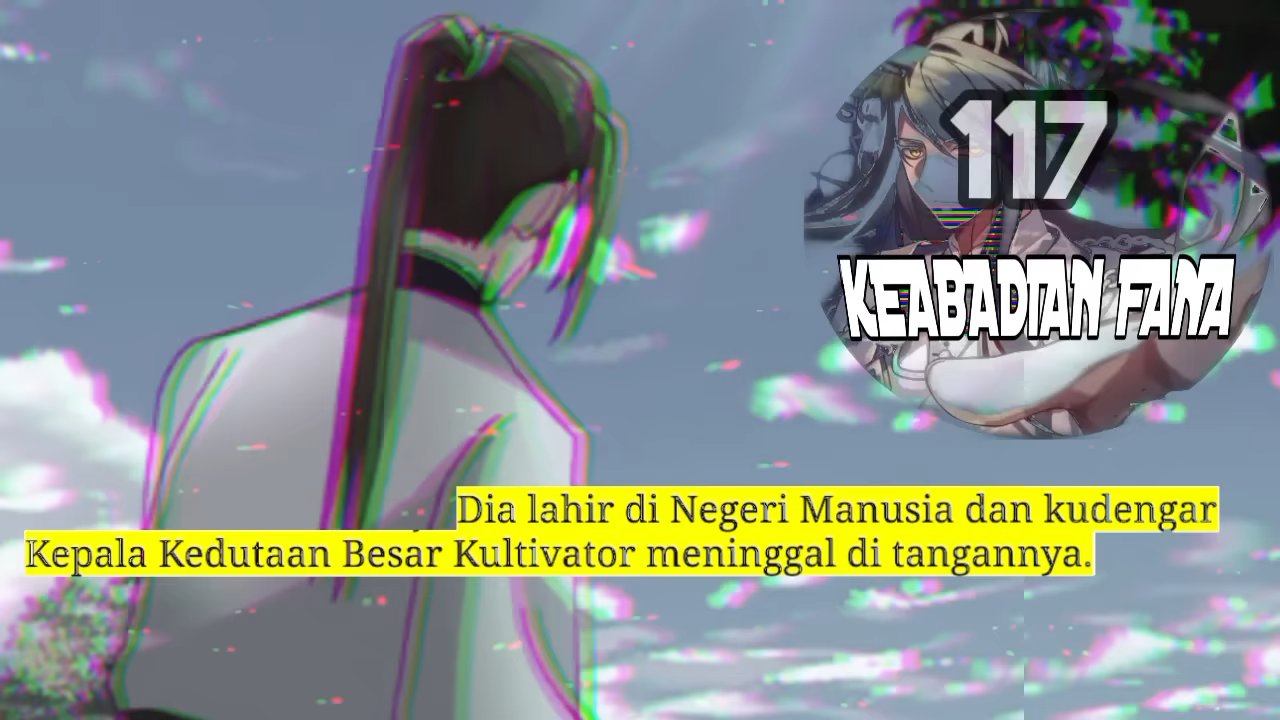 117
KEABADIAN FANA
Dia lahir di Negeri Manusia dan kudengar
Kepala Kedutaan Besar Kultivator meninggal di tangannya.